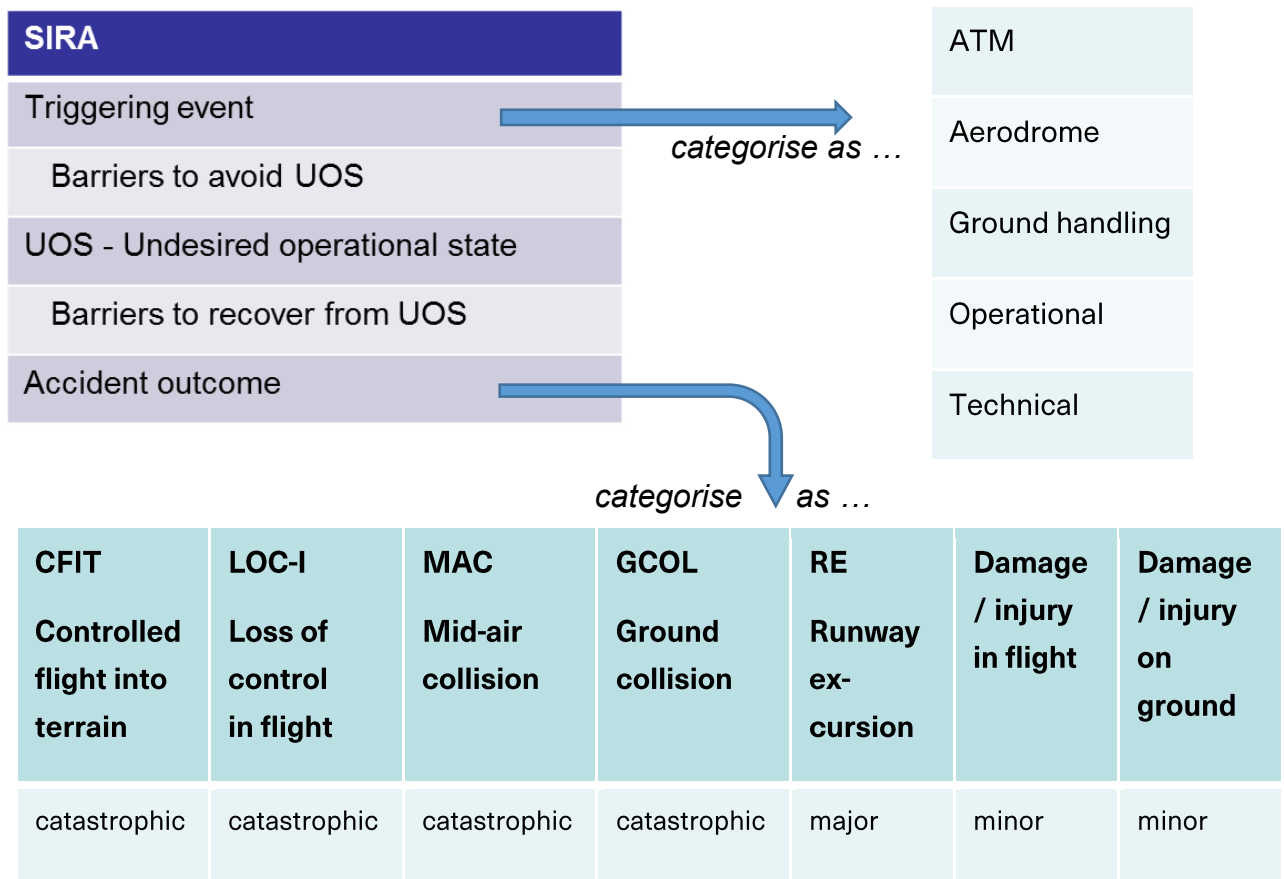 SIRA
Triggering event
Barriers to avoid UOS
UOS - Undesired operational state
Barriers to recover from UOS
Accident outcome
categorise as …
ATM
Aerodrome
Ground handling
Operational
Technical
categorise as …
CFIT
Controlled
flight into
terrain
catastrophic
LOC-I
Loss of
control
in flight
catastrophic
MAC
Mid-air
collision
catastrophic
GCOL
Ground
collision
catastrophic
RE
Runway
ex-
cursion
major
Damage
/ injury
in flight
minor
Damage
/ injury
on
ground
minor